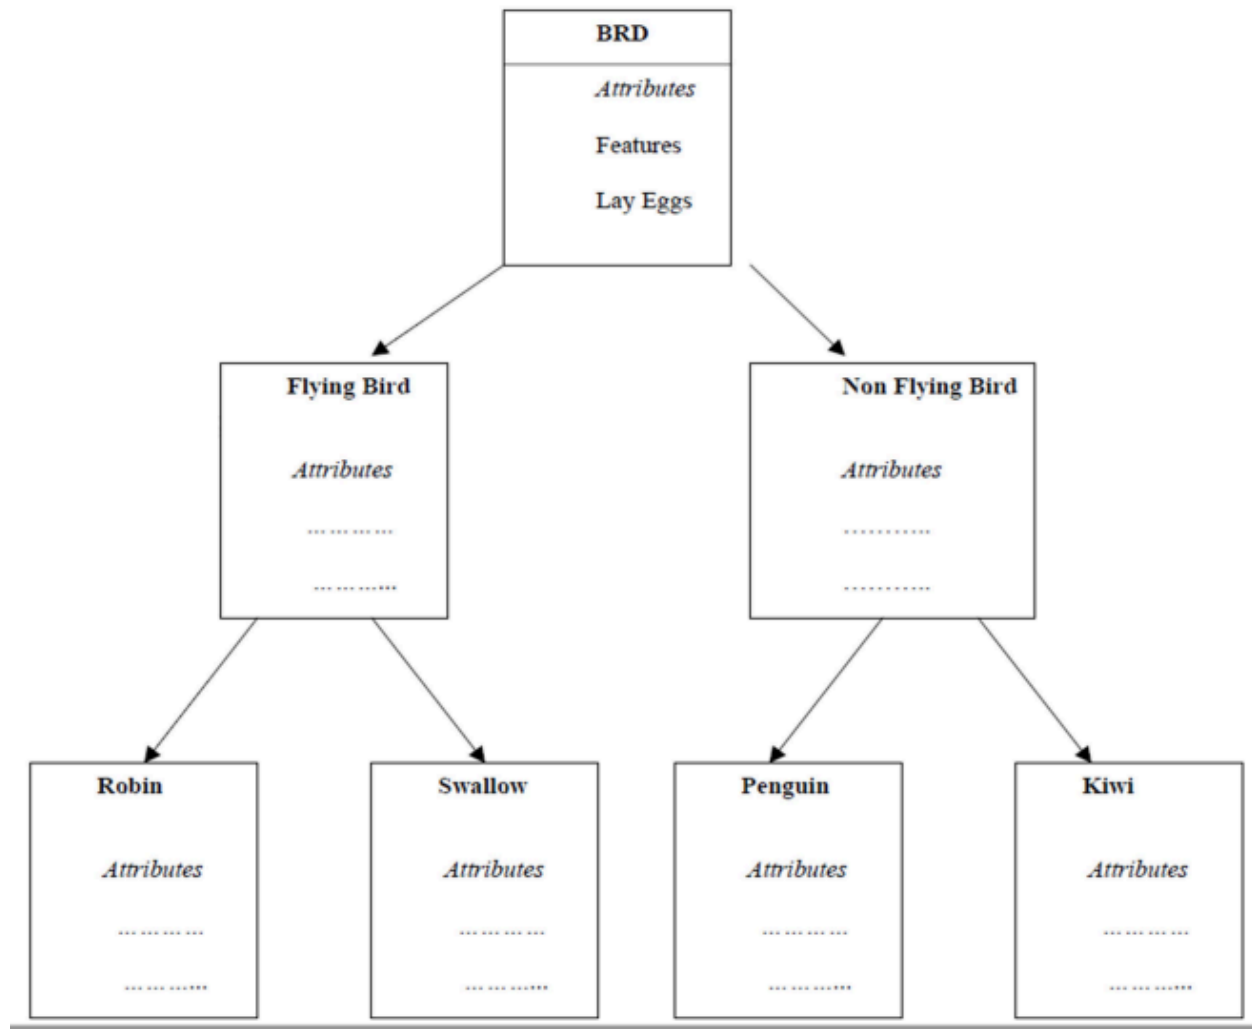 BRD
Attributes
Features
Lay Eggs
Flying Bird
Attributes
… … … …
… … …...
Non Flying Bird
Attributes
………..
………..
Robin
Attributes
… … … …
… … …...
Swallow
Attributes
… … … …
… … …...
Penguin
Attributes
… … … …
… … …...
Kiwi
Attributes
… … … …
… … …...